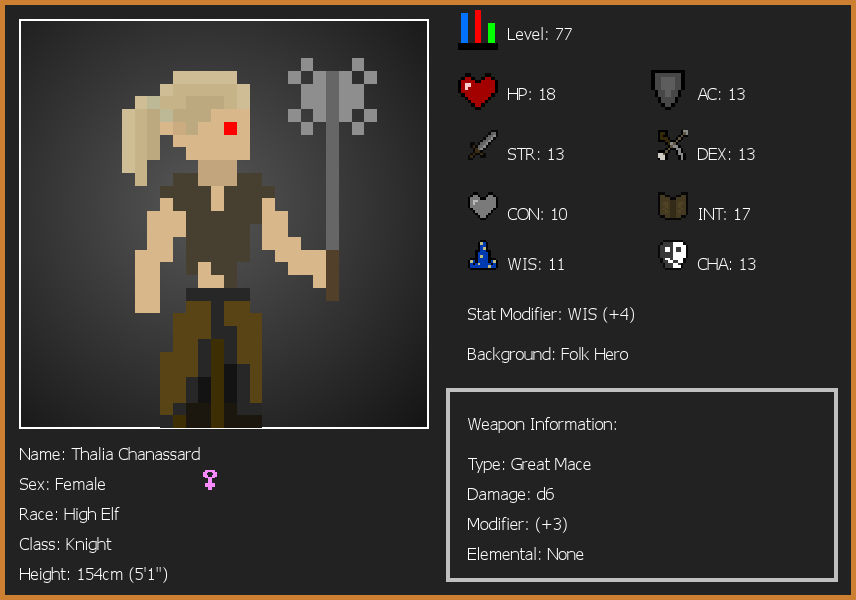 Level: 77
HP: 18
AC: 13
STR: 13
DEX: 13
CON: 10
INT: 17
WIS: 11
CHA: 13
Stat Modifier: WIS (+4)
Background: Folk Hero
Weapon Information:
Type: Great Mace
Damage: d6
Modifier: (+3)
Elemental: None
Name: Thalia Chanassard
Sex: Female
Race: High Elf
Class: Knight
Height: 154cm (5'1")